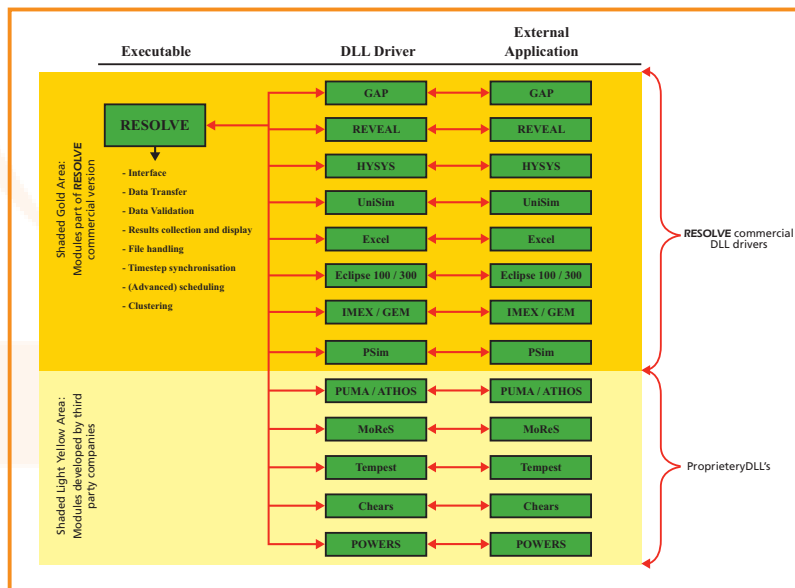 Executable
DLL Driver
External
Application
Shaded Gold Area:
Modules part of RESOLVE
commercial version
RESOLVE
- Interface
- Data Transfer
- Data Validation
- Results collection and display
- File handling
- Timestep synchronisation
- (Advanced) scheduling
- Clustering
GAP
GAP
REVEAL
REVEAL
HYSYS
HYSYS
UniSim
UniSim
Excel
Excel
Eclipse 100 / 300
Eclipse 100 / 300
IMEX / GEM
IMEX / GEM
PSim
PSim
RESOLVE commercial
DLL drivers
Shaded Light Yellow Area:
Modules developed by third
party companies
PUMA / ATHOS
PUMA / ATHOS
MoReS
MoReS
Tempest
Tempest
Chears
Chears
POWERS
POWERS
ProprieteryDLL's